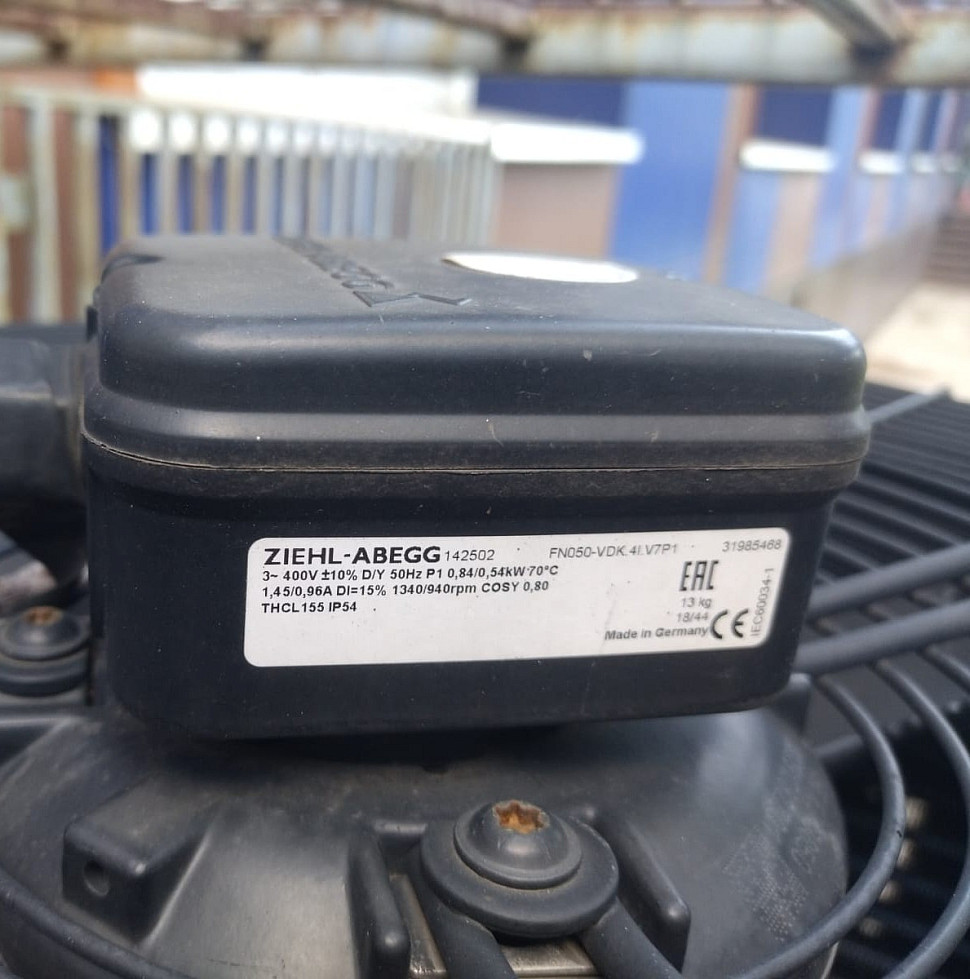 ZIEHL-ABEGG 142502 FN050-VDK.4I.V7P1 31985468
3~ 400V ±10% D/Y 50Hz P1 0,84/0,54kW 70°C
1,45/0,96A DI=15% 1340/940rpm COSY 0,80
THCL155 IP54
EAC
13 kg
18/44
Made in Germany CE
IEC60034-1